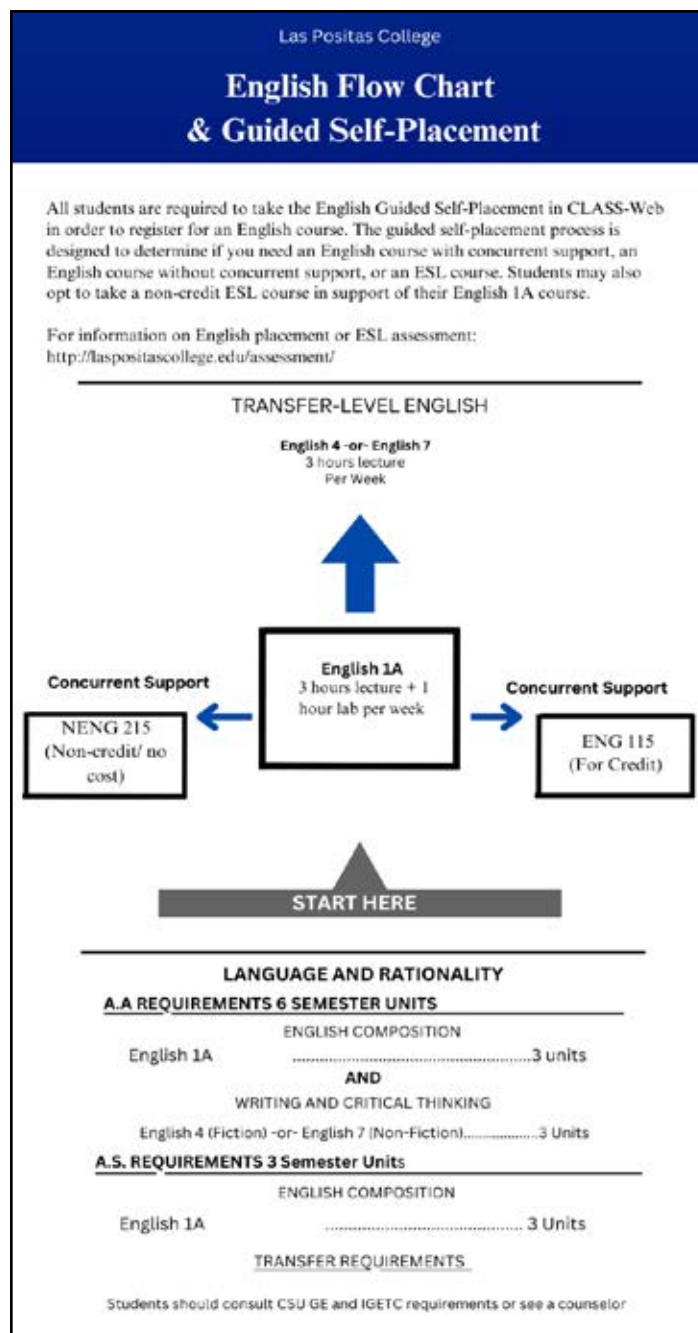 Las Positas College
English Flow Chart
& Guided Self-Placement
All students are required to take the English Guided Self-Placement in CLASS-Web
in order to register for an English course. The guided self-placement process is
designed to determine if you need an English course with concurrent support, an
English course without concurrent support, or an ESL course. Students may also
opt to take a non-credit ESL course in support of their English 1A course.
For information on English placement or ESL assessment:
http://laspositascollege.edu/assessment/
TRANSFER-LEVEL ENGLISH
English 4 -or- English 7
3 hours lecture
Per Week
English 1A
3 hours lecture + 1
hour lab per week
Concurrent Support
NENG 215
(Non-credit/ no
cost)
Concurrent Support
ENG 115
(For Credit)
START HERE
LANGUAGE AND RATIONALITY
A.A REQUIREMENTS 6 SEMESTER UNITS
ENGLISH COMPOSITION
English 1A ..........................................................3 units
AND
WRITING AND CRITICAL THINKING
English 4 (Fiction) -or- English 7 (Non-Fiction)..................3 Units
A.S. REQUIREMENTS 3 Semester Units
ENGLISH COMPOSITION
English 1A ................................................ 3 Units
TRANSFER REQUIREMENTS
Students should consult CSU GE and IGETC requirements or see a counselor